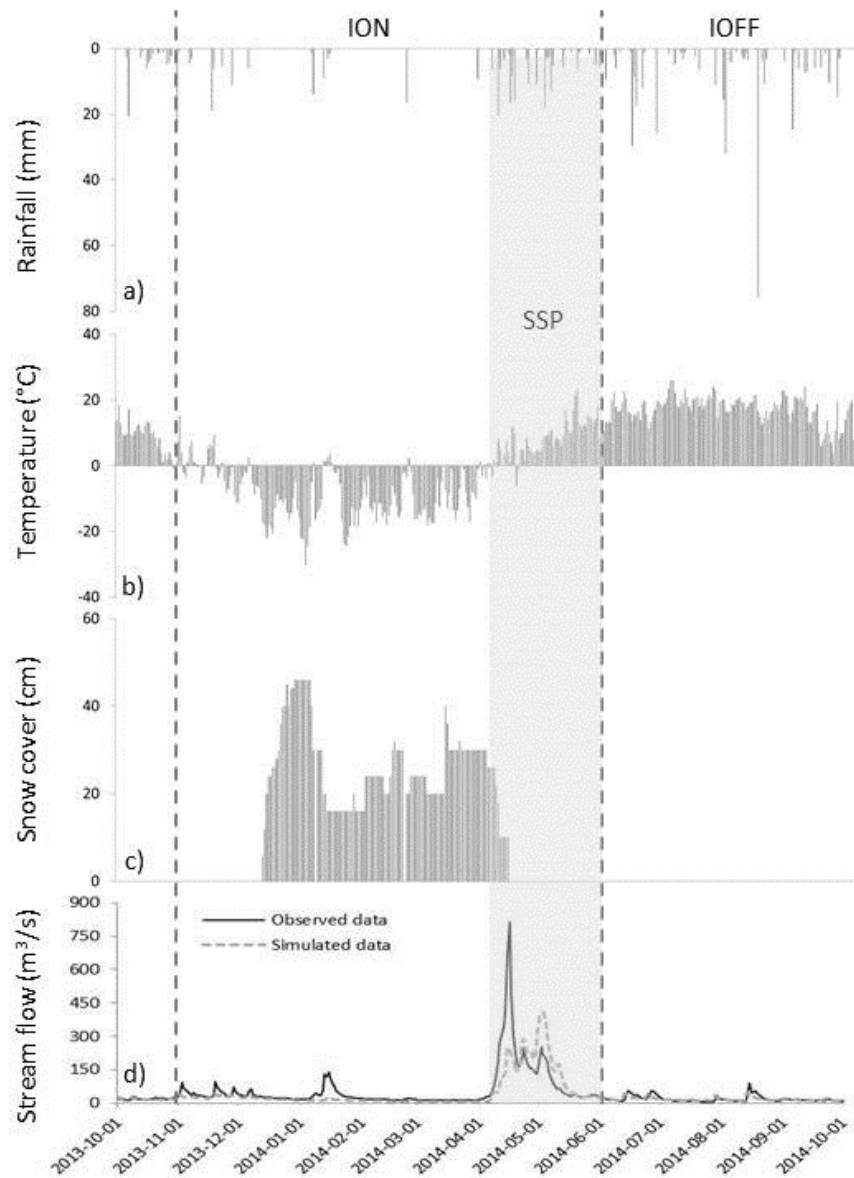 ION
IOFF
Rainfall (mm)
0
20
40
60
80
a)
SSP
Temperature (°C)
40
20
0
-20
-40
b)
Snow cover (cm)
60
40
20
0
c)
Stream flow (m³/s)
900
750
600
450
300
150
0
Observed data
Simulated data
d)
2013-10-01
2013-11-01
2013-12-01
2014-01-01
2014-02-01
2014-03-01
2014-04-01
2014-05-01
2014-06-01
2014-07-01
2014-08-01
2014-09-01
2014-10-01